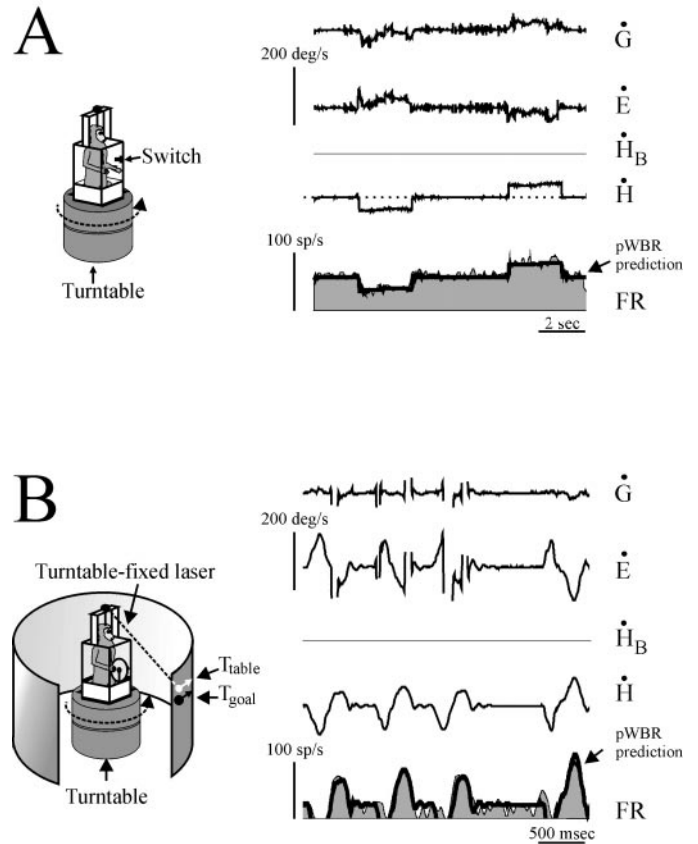 A
200 deg/s
Ġ
Ė
Ḣ_B
Switch
Ḣ
100 sp/s
pWBR
prediction
FR
Turntable
2 sec
B
Ġ
200 deg/s
Turntable-fixed laser
Ė
Ḣ_B
T_table
T_goal
Ḣ
100 sp/s
pWBR
prediction
FR
Turntable
500 msec